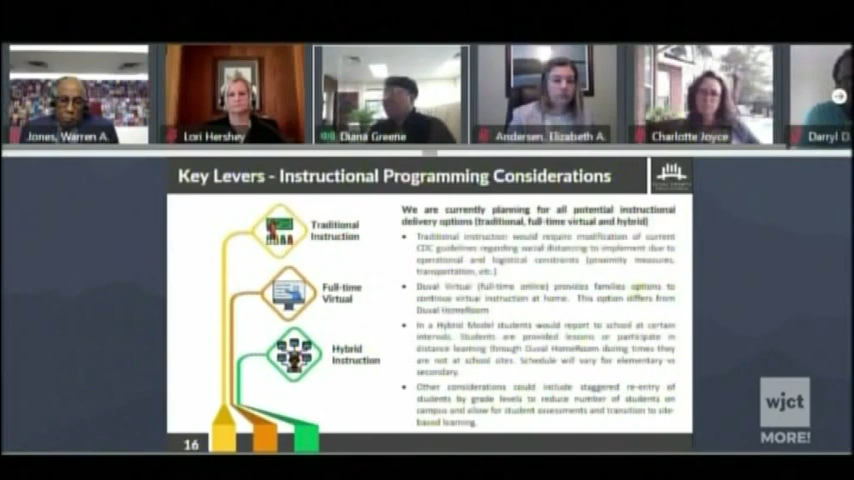 Jones, Warren A.
Lori Hershey
Diana Greene
Andersen, Elizabeth A.
Charlotte Joyce
Darryl D
Key Levers - Instructional Programming Considerations
Traditional
Instruction
Full-time
Virtual
Hybrid
Instruction
We are currently planning for all potential instructional
delivery options (traditional, full-time virtual and hybrid)
• Traditional instruction would require modification of current
CDC guidelines regarding social distancing to implement due to
operational and logistical constraints (proximity measures,
transportation, etc.)
• Duval Virtual (full-time online) provides families options to
continue virtual instruction at home. This option differs from
Duval HomeRoom
• In a Hybrid Model students would report to school at certain
intervals. Students are provided lessons or participate in
distance learning through Duval HomeRoom during times they
are not at school sites. Schedule will vary for elementary vs
secondary.
• Other considerations could include staggered re-entry of
students by grade levels to reduce number of students on
campus and allow for student assessments and transition to site-
based learning.
16
wjct
MORE!